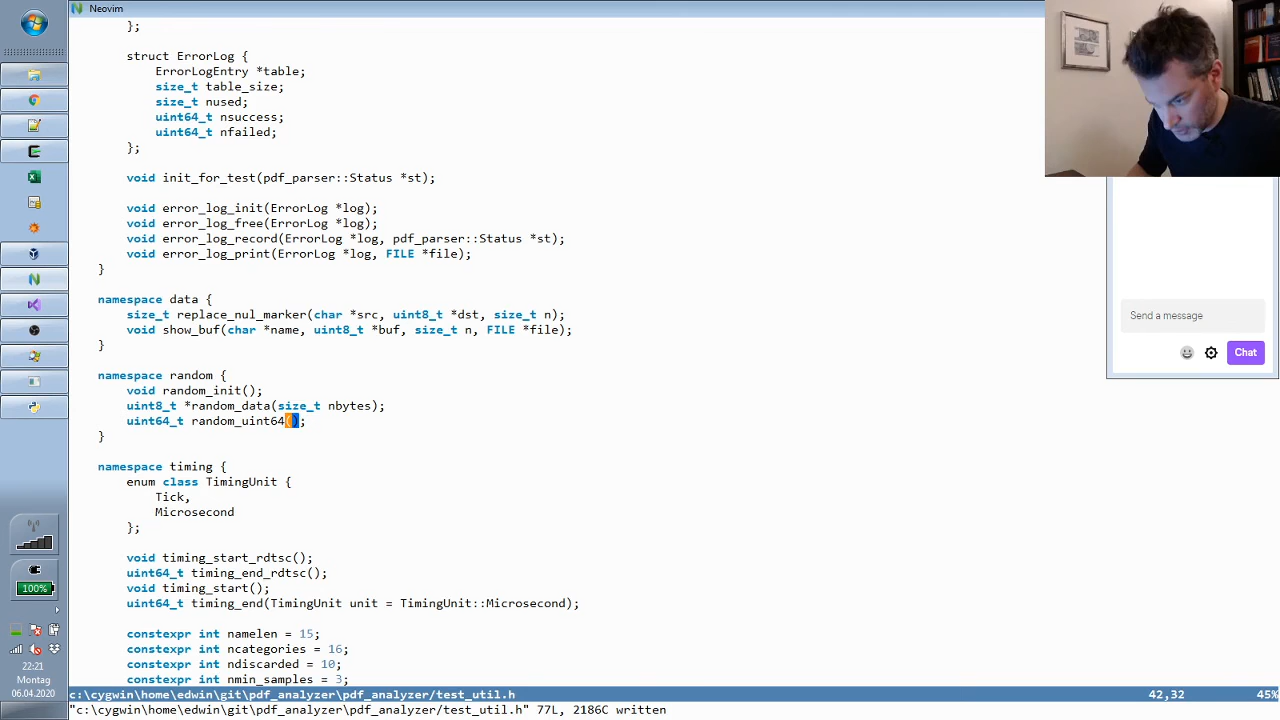 Neovim
};
struct ErrorLog {
ErrorLogEntry *table;
size_t table_size;
size_t nused;
uint64_t nsuccess;
uint64_t nfailed;
};
void init_for_test(pdf_parser::Status *st);
void error_log_init(ErrorLog *log);
void error_log_free(ErrorLog *log);
void error_log_record(ErrorLog *log, pdf_parser::Status *st);
void error_log_print(ErrorLog *log, FILE *file);
}
namespace data {
size_t replace_nul_marker(char *src, uint8_t *dst, size_t n);
void show_buf(char *name, uint8_t *buf, size_t n, FILE *file);
}
namespace random {
void random_init();
uint8_t *random_data(size_t nbytes);
uint64_t random_uint64();
}
namespace timing {
enum class TimingUnit {
Tick,
Microsecond
};
void timing_start_rdtsc();
uint64_t timing_end_rdtsc();
void timing_start();
uint64_t timing_end(TimingUnit unit = TimingUnit::Microsecond);
constexpr int namelen = 15;
constexpr int ncategories = 16;
constexpr int ndiscarded = 10;
constexpr int nmin_samples = 3;
c:\cygwin\home\edwin\git\pdf_analyzer\pdf_analyzer/test_util.h 42,32 45%
"c:\cygwin\home\edwin\git\pdf_analyzer\pdf_analyzer/test_util.h" 77L, 2186C written
Send a message
Chat
100%
22:21
Montag
06.04.2020